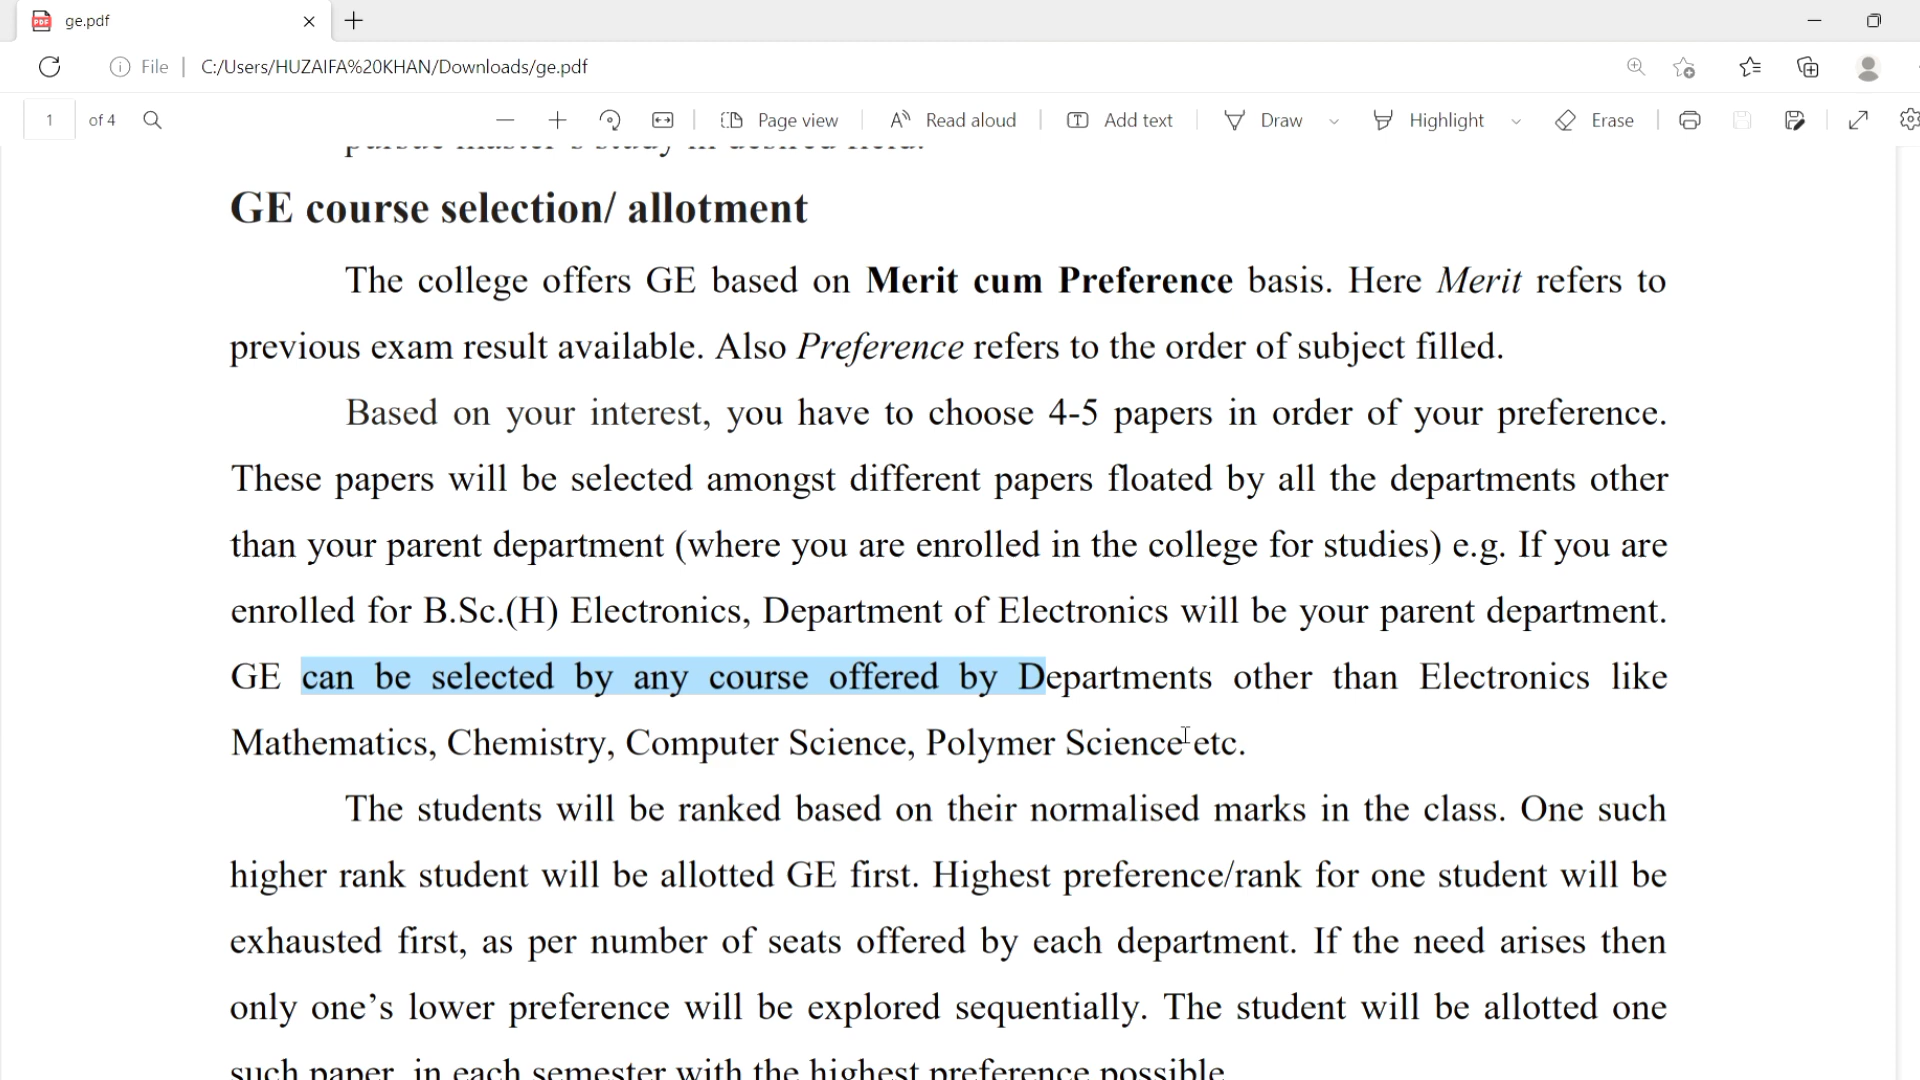 ge.pdf
File
C:/Users/HUZAIFA%20KHAN/Downloads/ge.pdf
1 of 4
Page view
Read aloud
Add text
Draw
Highlight
Erase
GE course selection/ allotment
The college offers GE based on Merit cum Preference basis. Here Merit refers to
previous exam result available. Also Preference refers to the order of subject filled.
Based on your interest, you have to choose 4-5 papers in order of your preference.
These papers will be selected amongst different papers floated by all the departments other
than your parent department (where you are enrolled in the college for studies) e.g. If you are
enrolled for B.Sc.(H) Electronics, Department of Electronics will be your parent department.
GE can be selected by any course offered by Departments other than Electronics like
Mathematics, Chemistry, Computer Science, Polymer Science etc.
The students will be ranked based on their normalised marks in the class. One such
higher rank student will be allotted GE first. Highest preference/rank for one student will be
exhausted first, as per number of seats offered by each department. If the need arises then
only one’s lower preference will be explored sequentially. The student will be allotted one
such paper, in each semester with the highest preference possible.